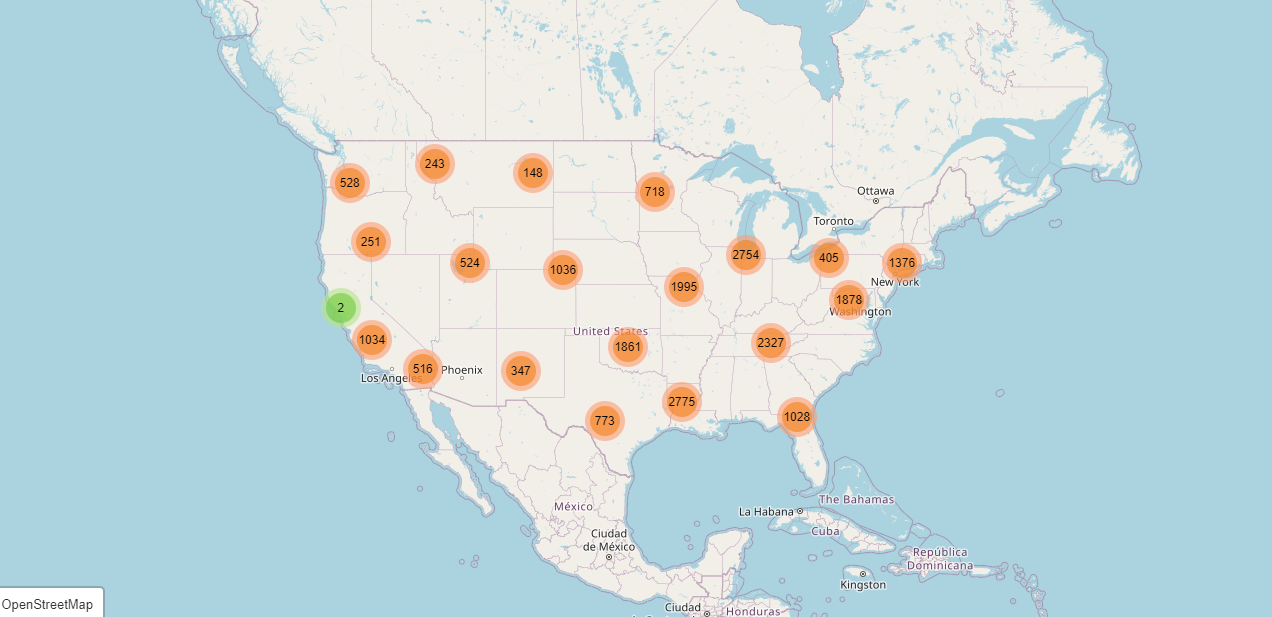 243
148
528
718
Ottawa
Toronto
251
2754
405
524
1376
1036
New York
1995
1878
Washington
2
United States
1034
2327
1861
516
Phoenix
347
Los Angeles
2775
1028
773
The Bahamas
México
La Habana
Cuba
Ciudad
de México
República
Dominicana
Kingston
OpenStreetMap
Ciudad
Honduras